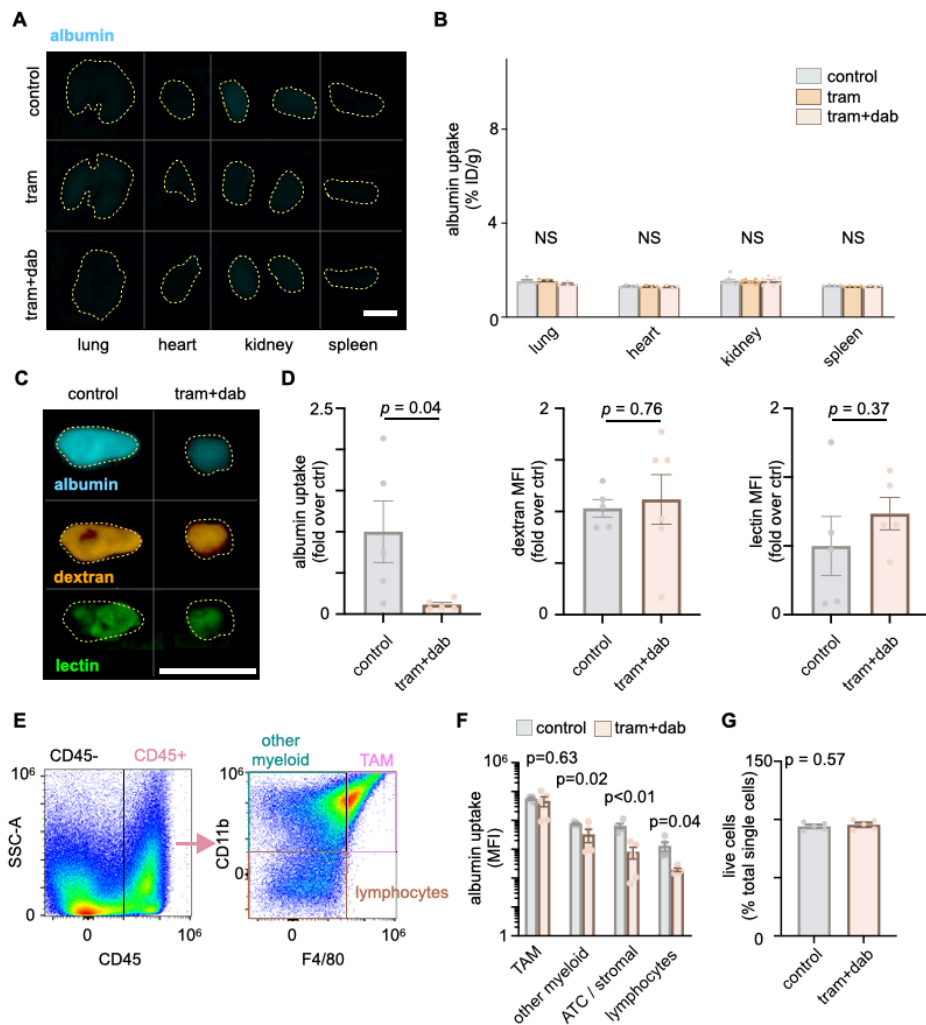 A
albumin
control
tram
tram+dab
lung
heart
kidney
spleen
B
albumin uptake
(% ID/g)
8
4
0
control
tram
tram+dab
NS
NS
NS
NS
lung
heart
kidney
spleen
C
control
tram+dab
albumin
dextran
lectin
D
albumin uptake
(fold over ctrl)
2.5
0
p = 0.04
control
tram+dab
dextran MFI
(fold over ctrl)
2
0
p = 0.76
control
tram+dab
lectin MFI
(fold over ctrl)
2
0
p = 0.37
control
tram+dab
E
CD45-
CD45+
SSC-A
10⁶
0
0
10⁶
CD45
other
myeloid
TAM
CD11b
10⁶
0
lymphocytes
0
10⁶
F4/80
F
control
tram+dab
albumin uptake
(MFI)
10⁶
1
p=0.63
p=0.02
p<0.01
p=0.04
TAM
other myeloid
ATC / stromal
lymphocytes
G
live cells
(% total single cells)
150
0
p = 0.57
control
tram+dab